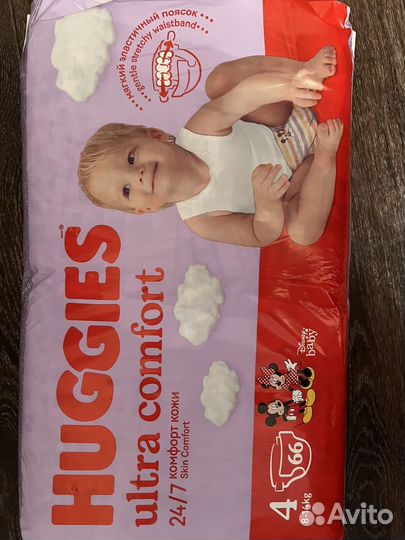 мягкий эластичный поясок
gentle stretchy waistband
HUGGIES
ultra comfort
24/7 комфорт кожи
Skin Comfort
Disney
baby
4
66
8-14kg
Avito